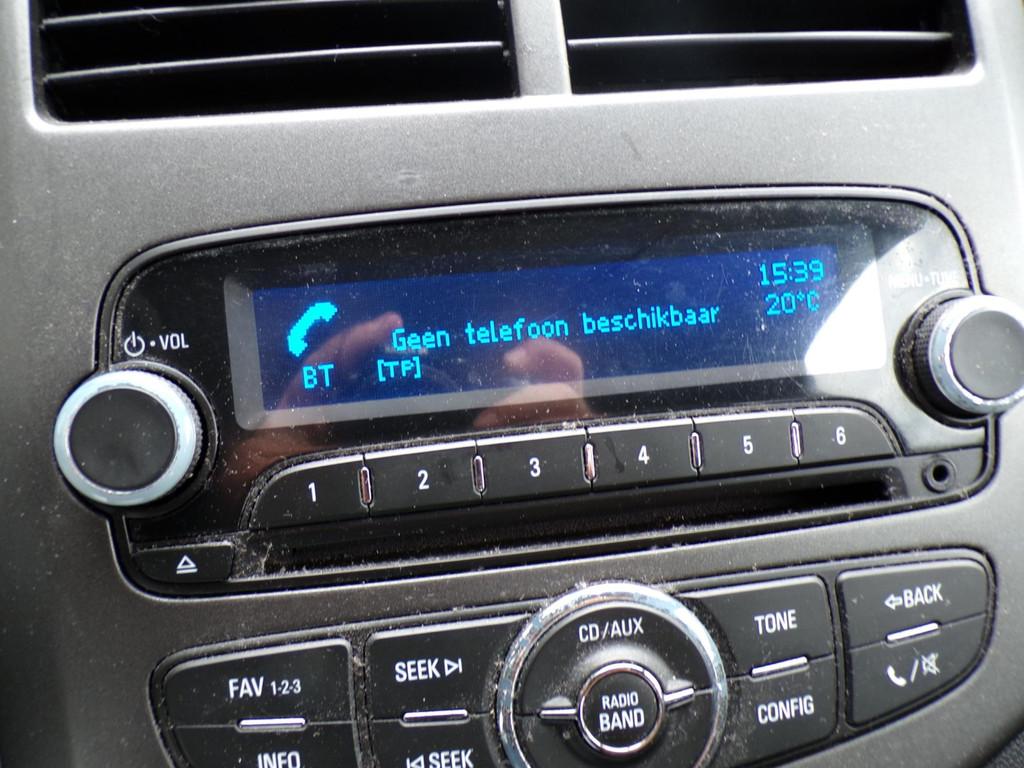 15:39
20°C
Geen telefoon beschikbaar
BT [TP]
VOL
MENU•TUNE
1 2 3 4 5 6
CD/AUX
TONE
BACK
SEEK
FAV 1-2-3
RADIO
BAND
CONFIG
INFO
SEEK